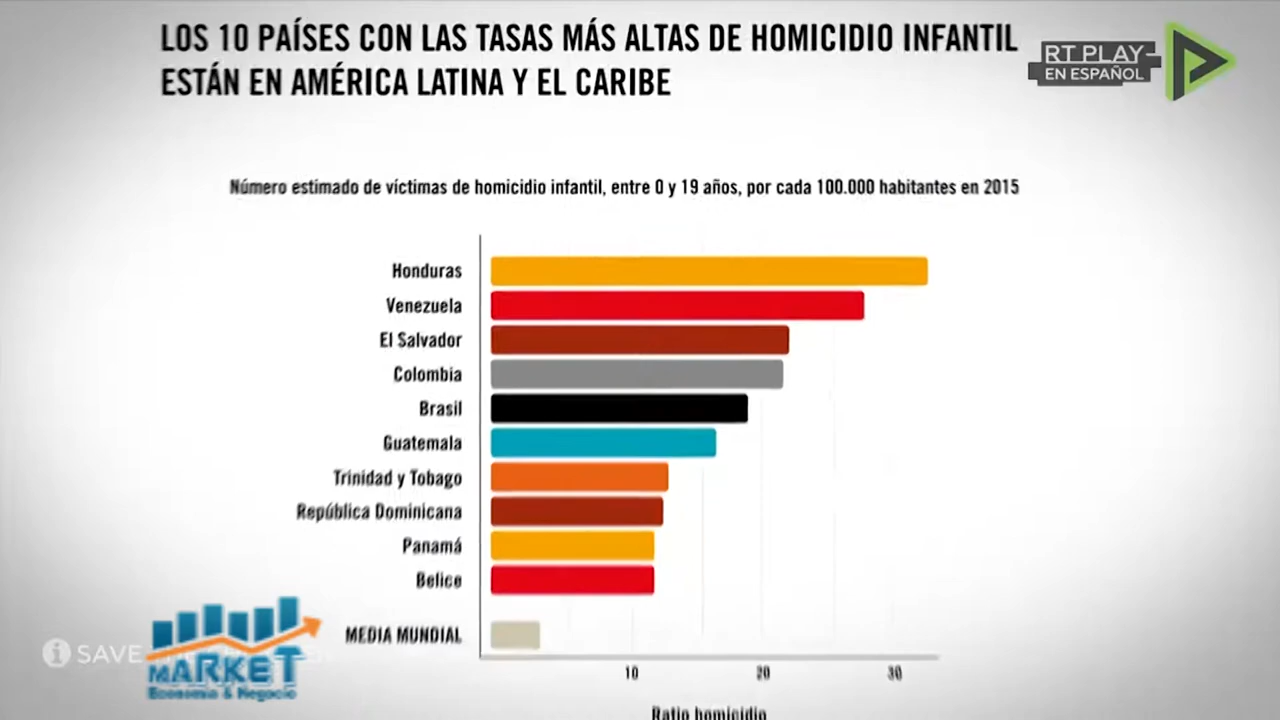 LOS 10 PAÍSES CON LAS TASAS MÁS ALTAS DE HOMICIDIO INFANTIL
ESTÁN EN AMÉRICA LATINA Y EL CARIBE
RT PLAY
EN ESPAÑOL
Número estimado de víctimas de homicidio infantil, entre 0 y 19 años, por cada 100.000 habitantes en 2015
Honduras
Venezuela
El Salvador
Colombia
Brasil
Guatemala
Trinidad y Tobago
República Dominicana
Panamá
Belice
MEDIA MUNDIAL
10 20 30
Ratio homicidio
SAVE
MARKET
Economía & Negocio